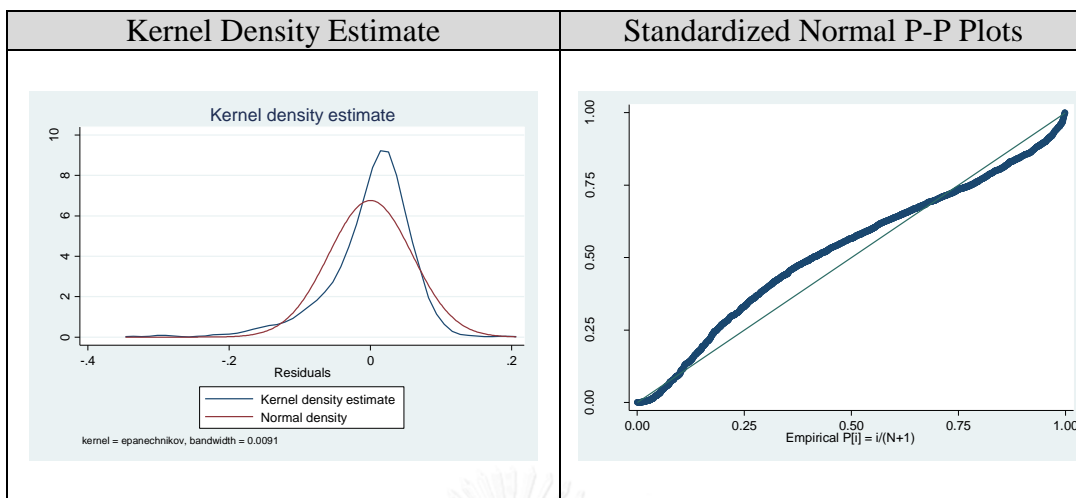 Kernel Density Estimate
Standardized Normal P-P Plots
Kernel density estimate
10
8
6
4
2
0
-.4 -.2 0 .2
Residuals
Kernel density estimate
Normal density
kernel = epanechnikov, bandwidth = 0.0091
1.00
0.75
0.50
0.25
0.00
0.00 0.25 0.50 0.75 1.00
Empirical P[i] = i/(N+1)